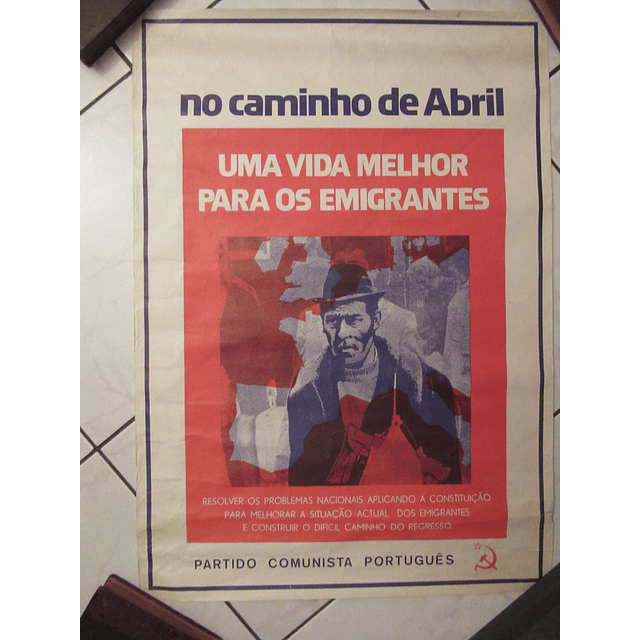 no caminho de Abril
UMA VIDA MELHOR
PARA OS EMIGRANTES
RESOLVER OS PROBLEMAS NACIONAIS APLICANDO A CONSTITUIÇÃO
PARA MELHORAR A SITUAÇÃO ACTUAL DOS EMIGRANTES
E CONSTRUIR O DIFÍCIL CAMINHO DO REGRESSO.
PARTIDO COMUNISTA PORTUGUÊS